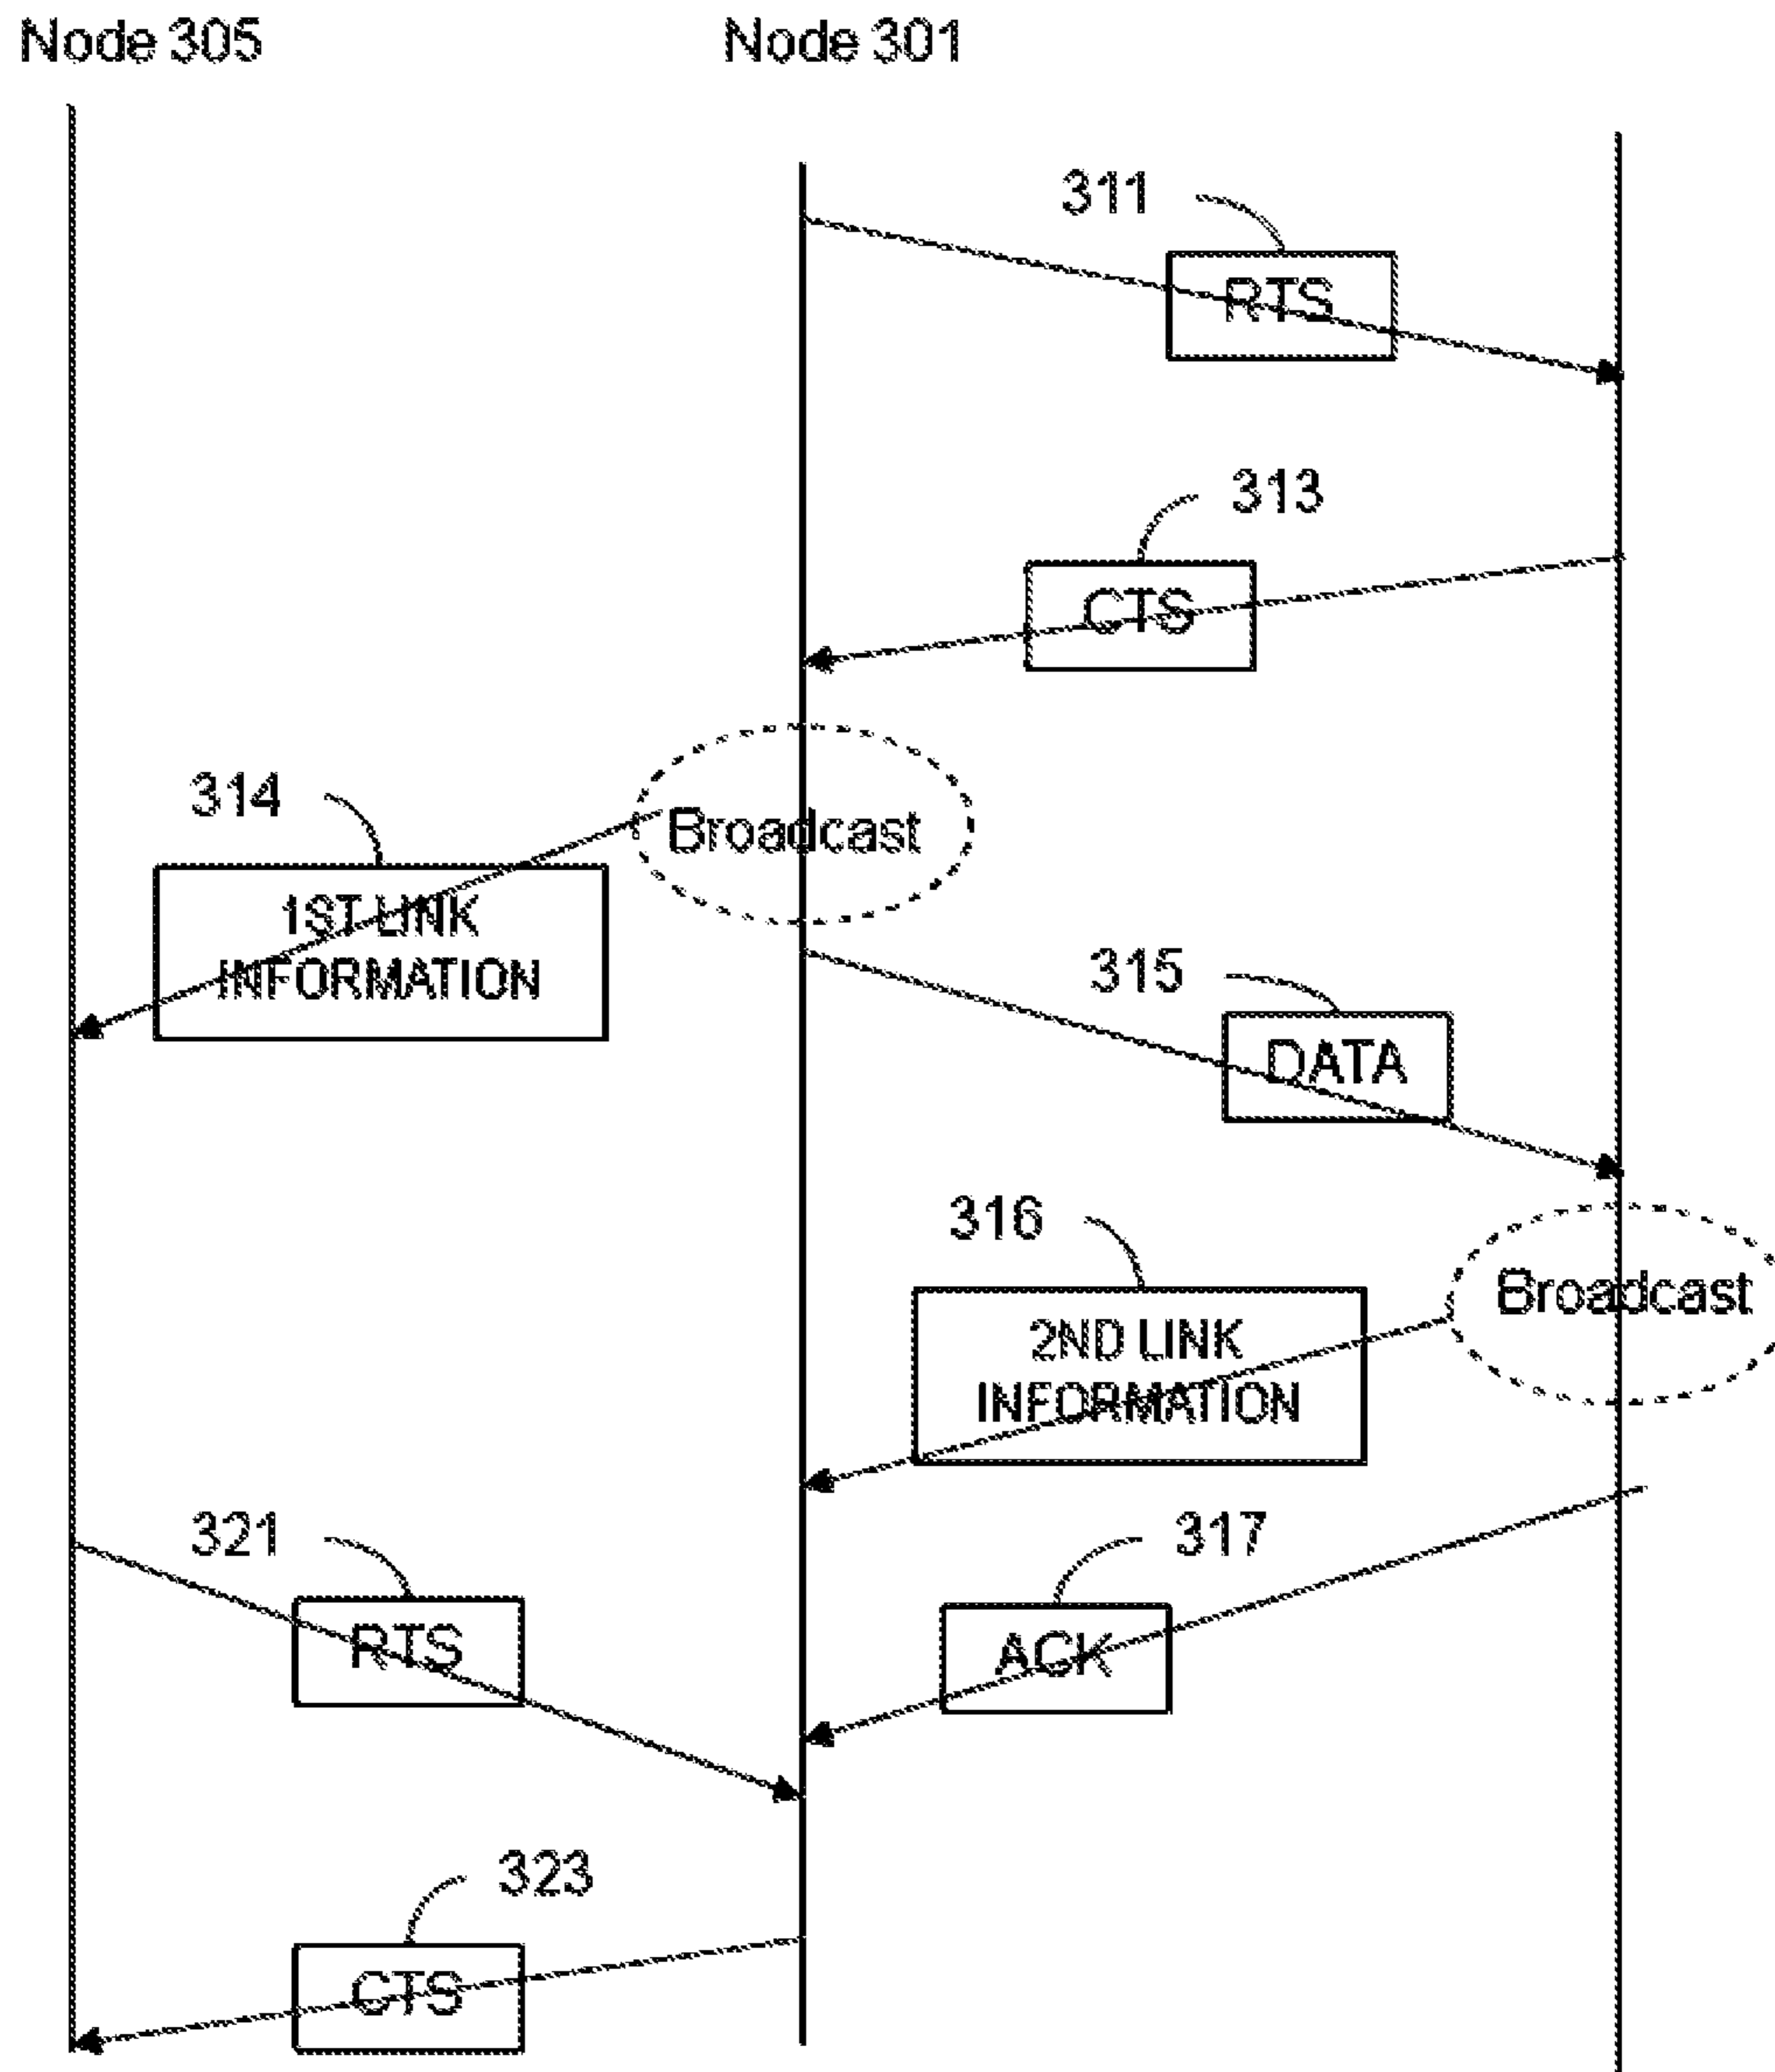 Node 305
Node 301
311
RTS
313
CTS
314
Broadcast
1ST LINK
INFORMATION
315
DATA
316
Broadcast
2ND LINK
INFORMATION
321
317
RTS
ACK
323
CTS